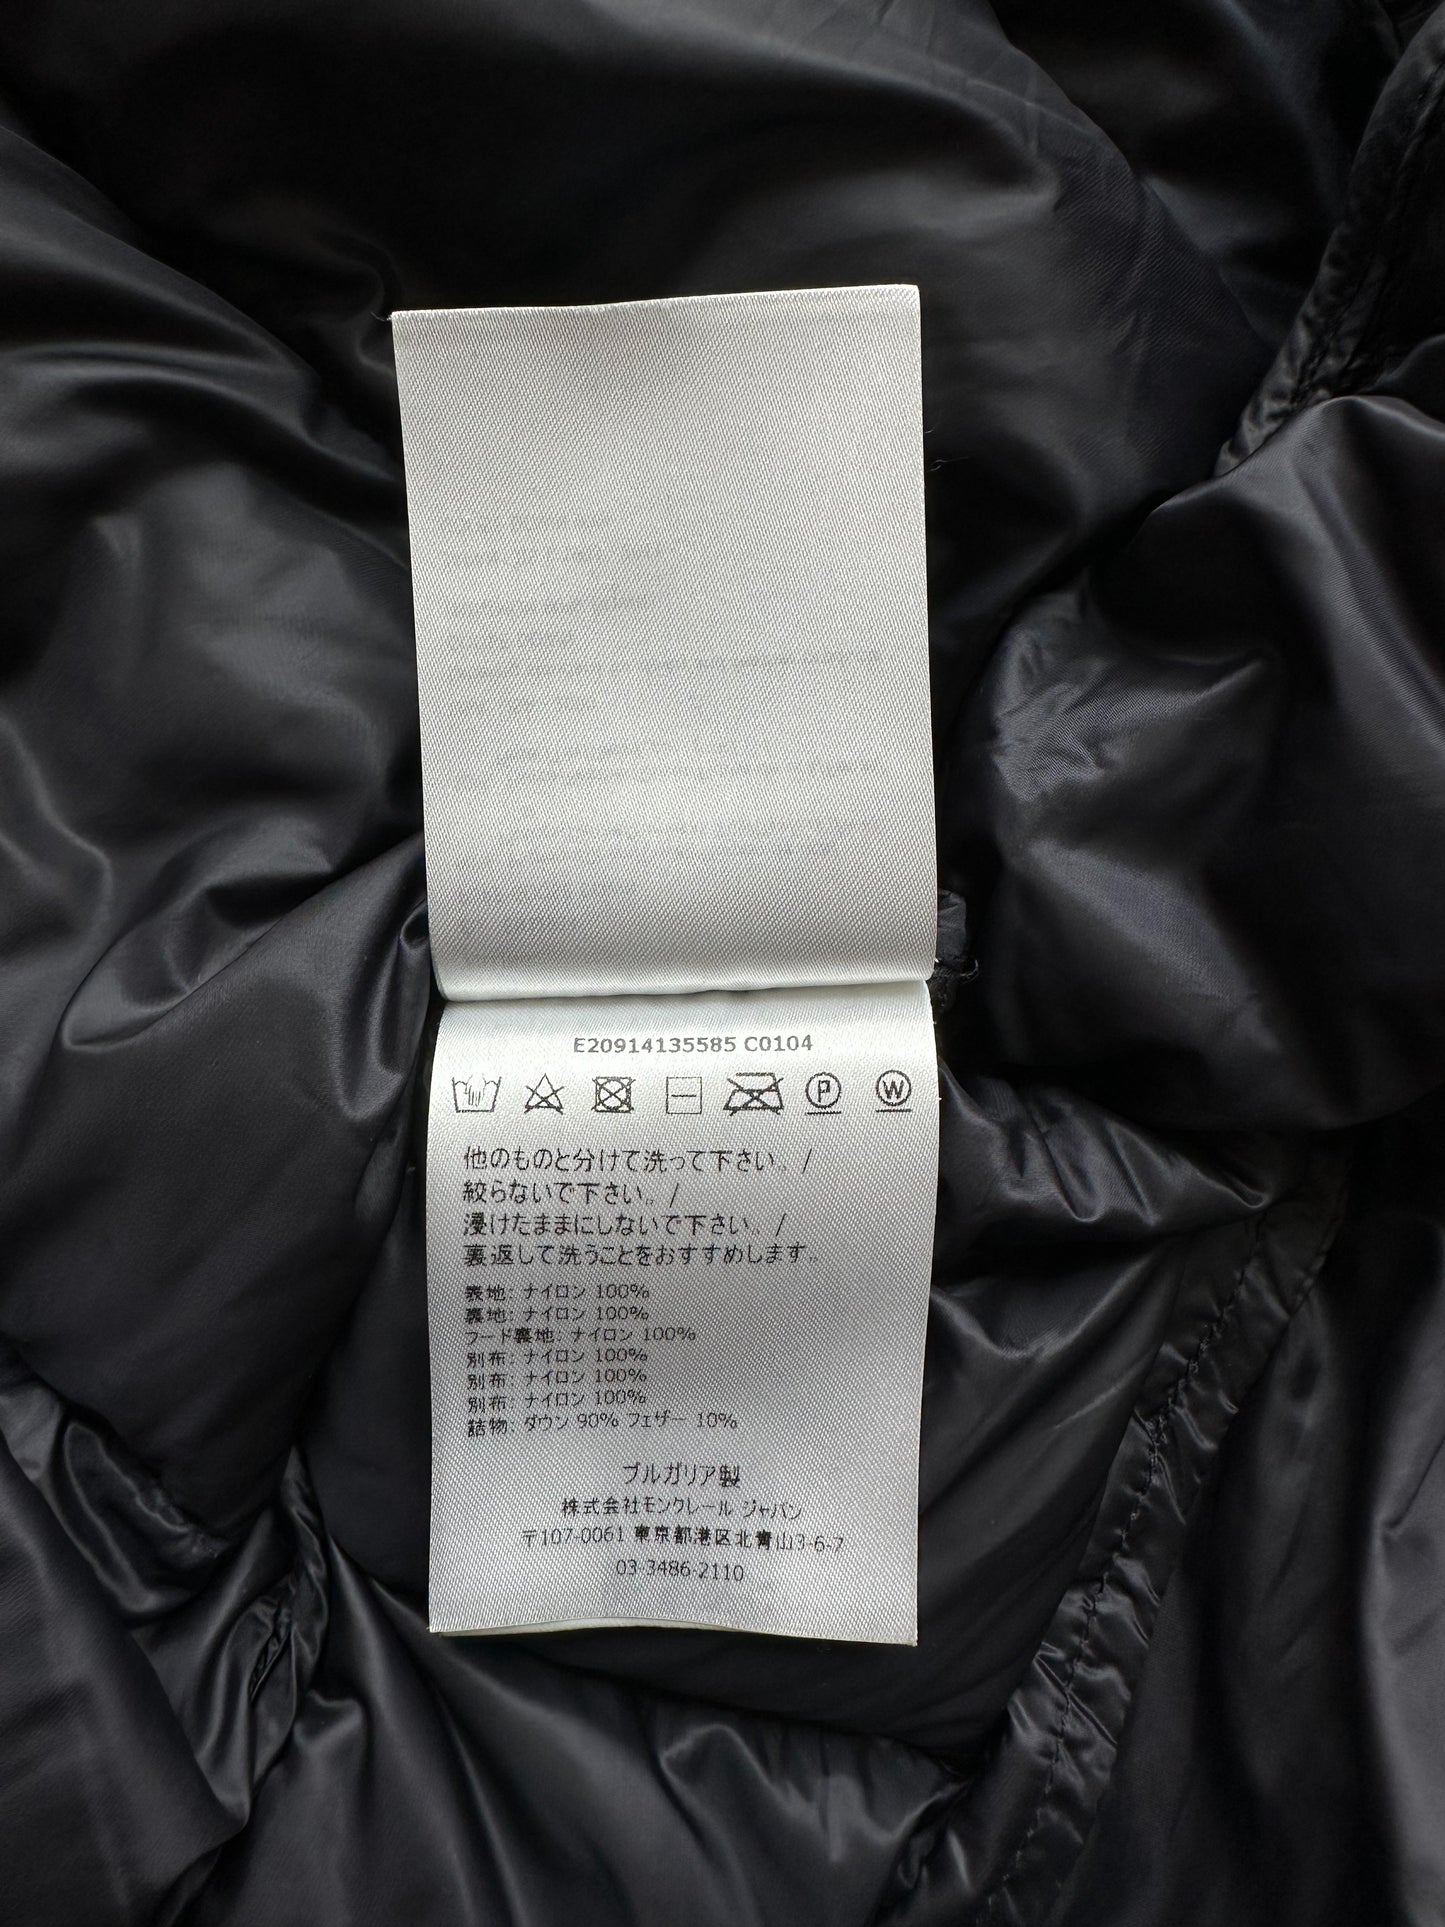 E20914135585 C0104
P W
他のものと分けて洗って下さい。/
絞らないで下さい。/
浸けたままにしないで下さい。/
裏返して洗うことをおすすめします。
表地: ナイロン 100%
裏地: ナイロン 100%
フード裏地: ナイロン 100%
別布: ナイロン 100%
別布: ナイロン 100%
別布: ナイロン 100%
詰物: ダウン 90% フェザー 10%
ブルガリア製
株式会社モンクレール ジャパン
〒107-0061 東京都港区北青山3-6-7
03-3486-2110